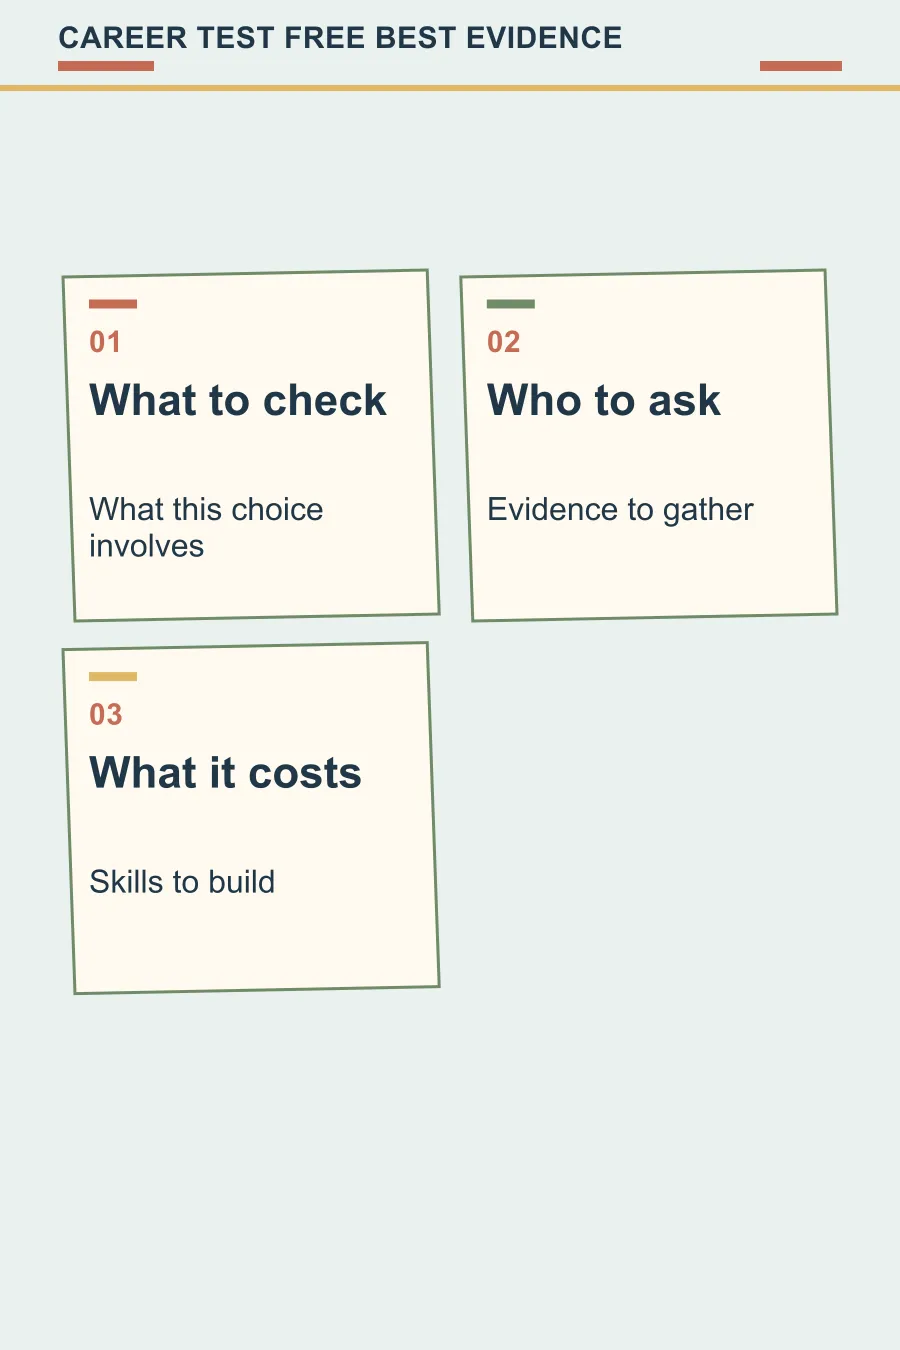 CAREER TEST FREE BEST EVIDENCE
01
What to check
What this choice
involves
02
Who to ask
Evidence to gather
03
What it costs
Skills to build